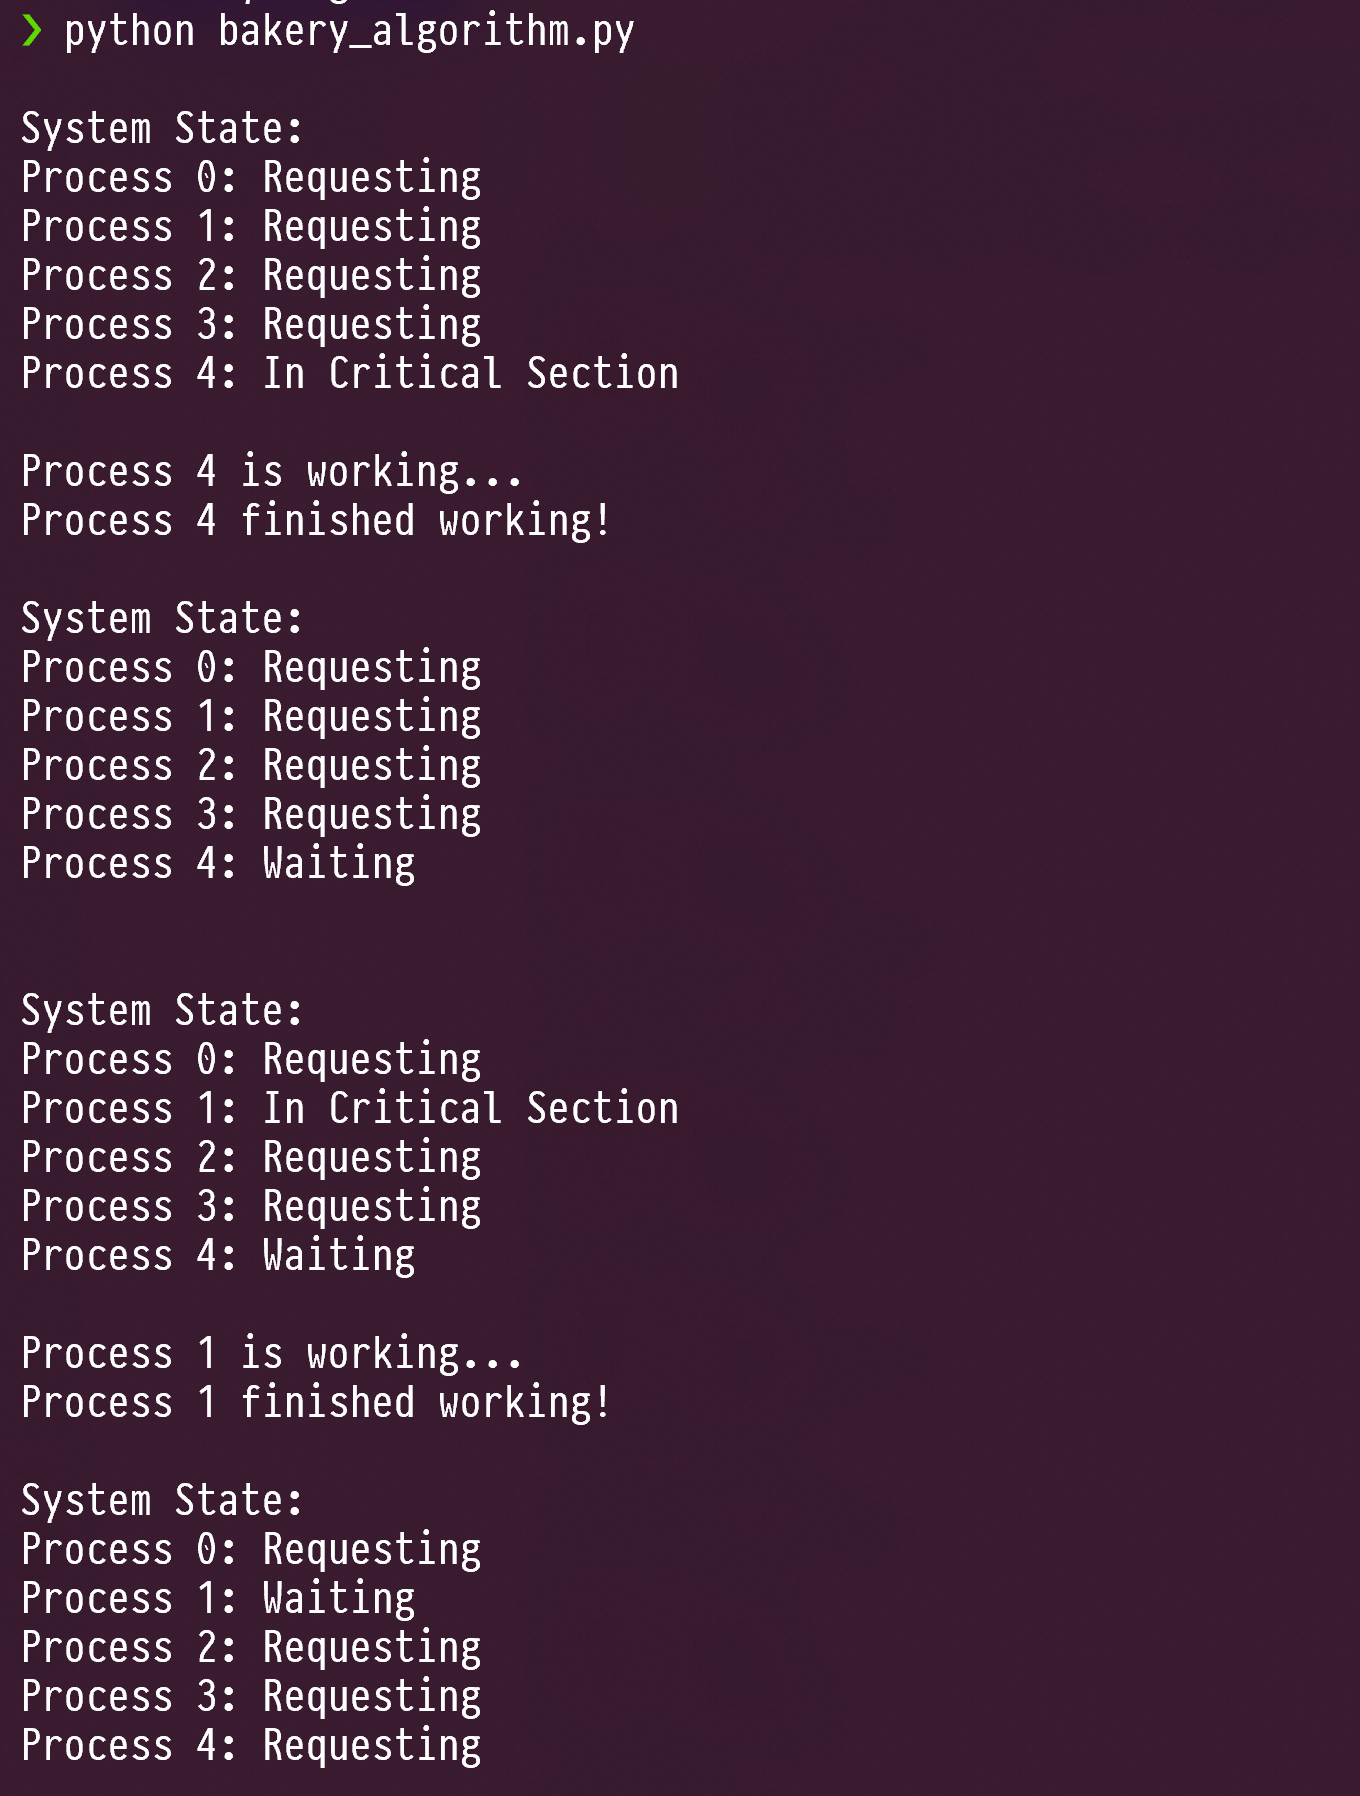 ❯ python bakery_algorithm.py
System State:
Process 0: Requesting
Process 1: Requesting
Process 2: Requesting
Process 3: Requesting
Process 4: In Critical Section
Process 4 is working...
Process 4 finished working!
System State:
Process 0: Requesting
Process 1: Requesting
Process 2: Requesting
Process 3: Requesting
Process 4: Waiting
System State:
Process 0: Requesting
Process 1: In Critical Section
Process 2: Requesting
Process 3: Requesting
Process 4: Waiting
Process 1 is working...
Process 1 finished working!
System State:
Process 0: Requesting
Process 1: Waiting
Process 2: Requesting
Process 3: Requesting
Process 4: Requesting